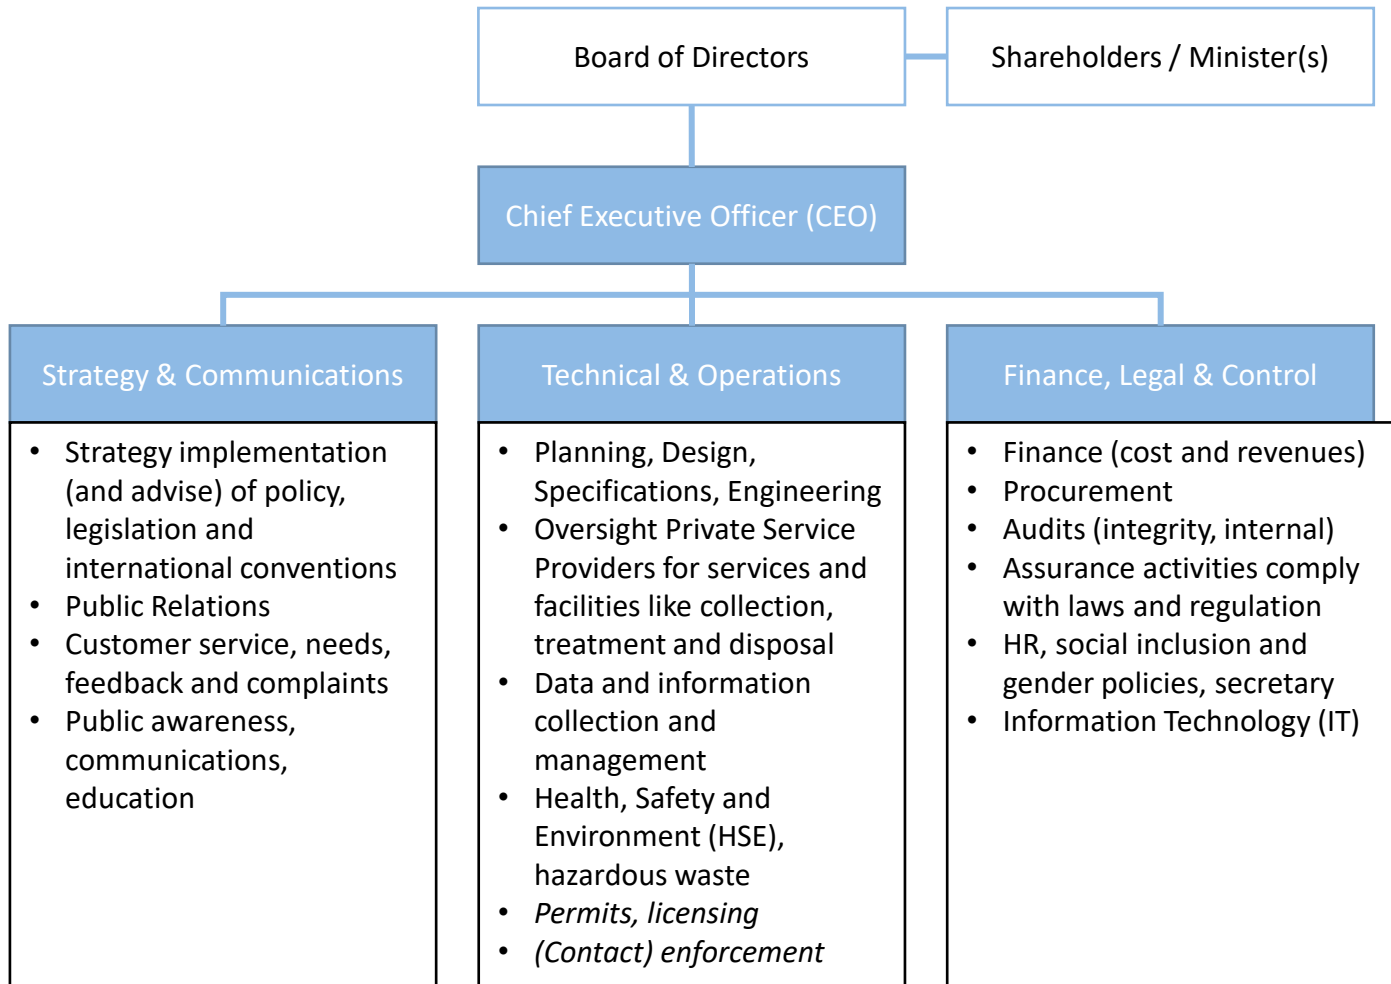 Board of Directors
Shareholders / Minister(s)
Chief Executive Officer (CEO)
Strategy & Communications
• Strategy implementation
(and advise) of policy,
legislation and
international conventions
• Public Relations
• Customer service, needs,
feedback and complaints
• Public awareness,
communications,
education
Technical & Operations
• Planning, Design,
Specifications, Engineering
• Oversight Private Service
Providers for services and
facilities like collection,
treatment and disposal
• Data and information
collection and
management
• Health, Safety and
Environment (HSE),
hazardous waste
• Permits, licensing
• (Contact) enforcement
Finance, Legal & Control
• Finance (cost and revenues)
• Procurement
• Audits (integrity, internal)
• Assurance activities comply
with laws and regulation
• HR, social inclusion and
gender policies, secretary
• Information Technology (IT)